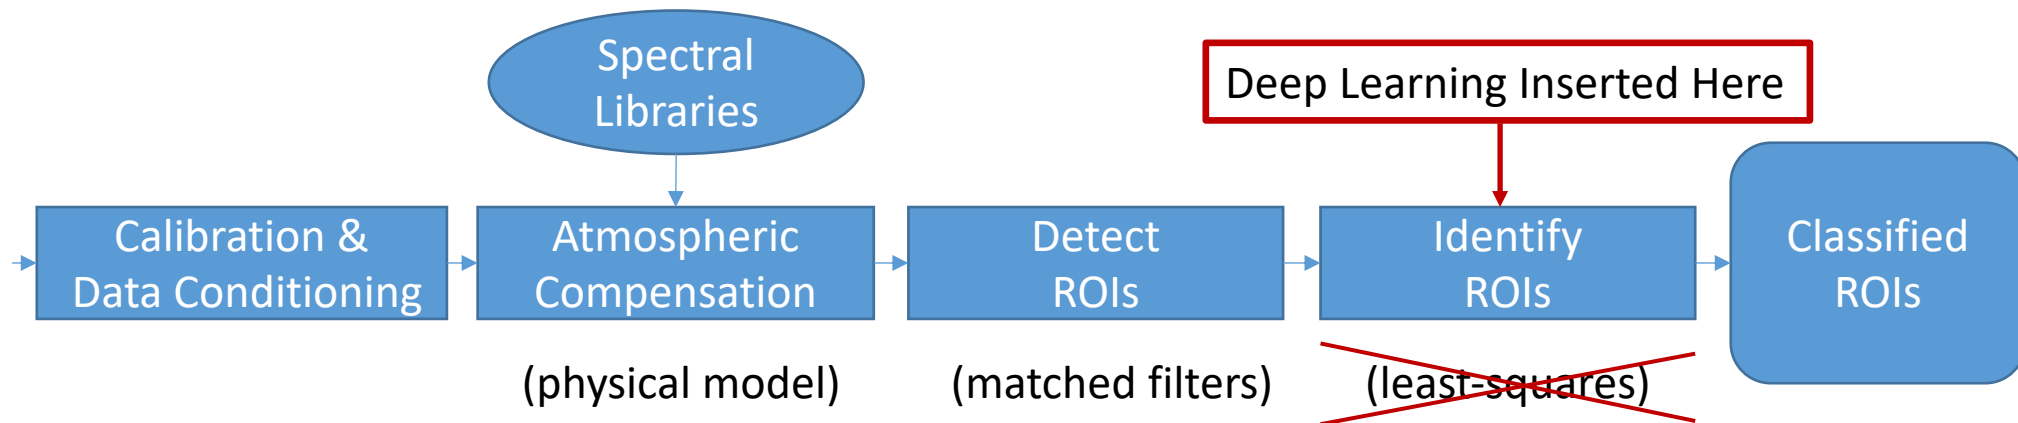 Spectral
Libraries
Deep Learning Inserted Here
Calibration &
Data Conditioning
Atmospheric
Compensation
Detect
ROIs
Identify
ROIs
Classified
ROIs
(physical model)
(matched filters)
(least-squares)